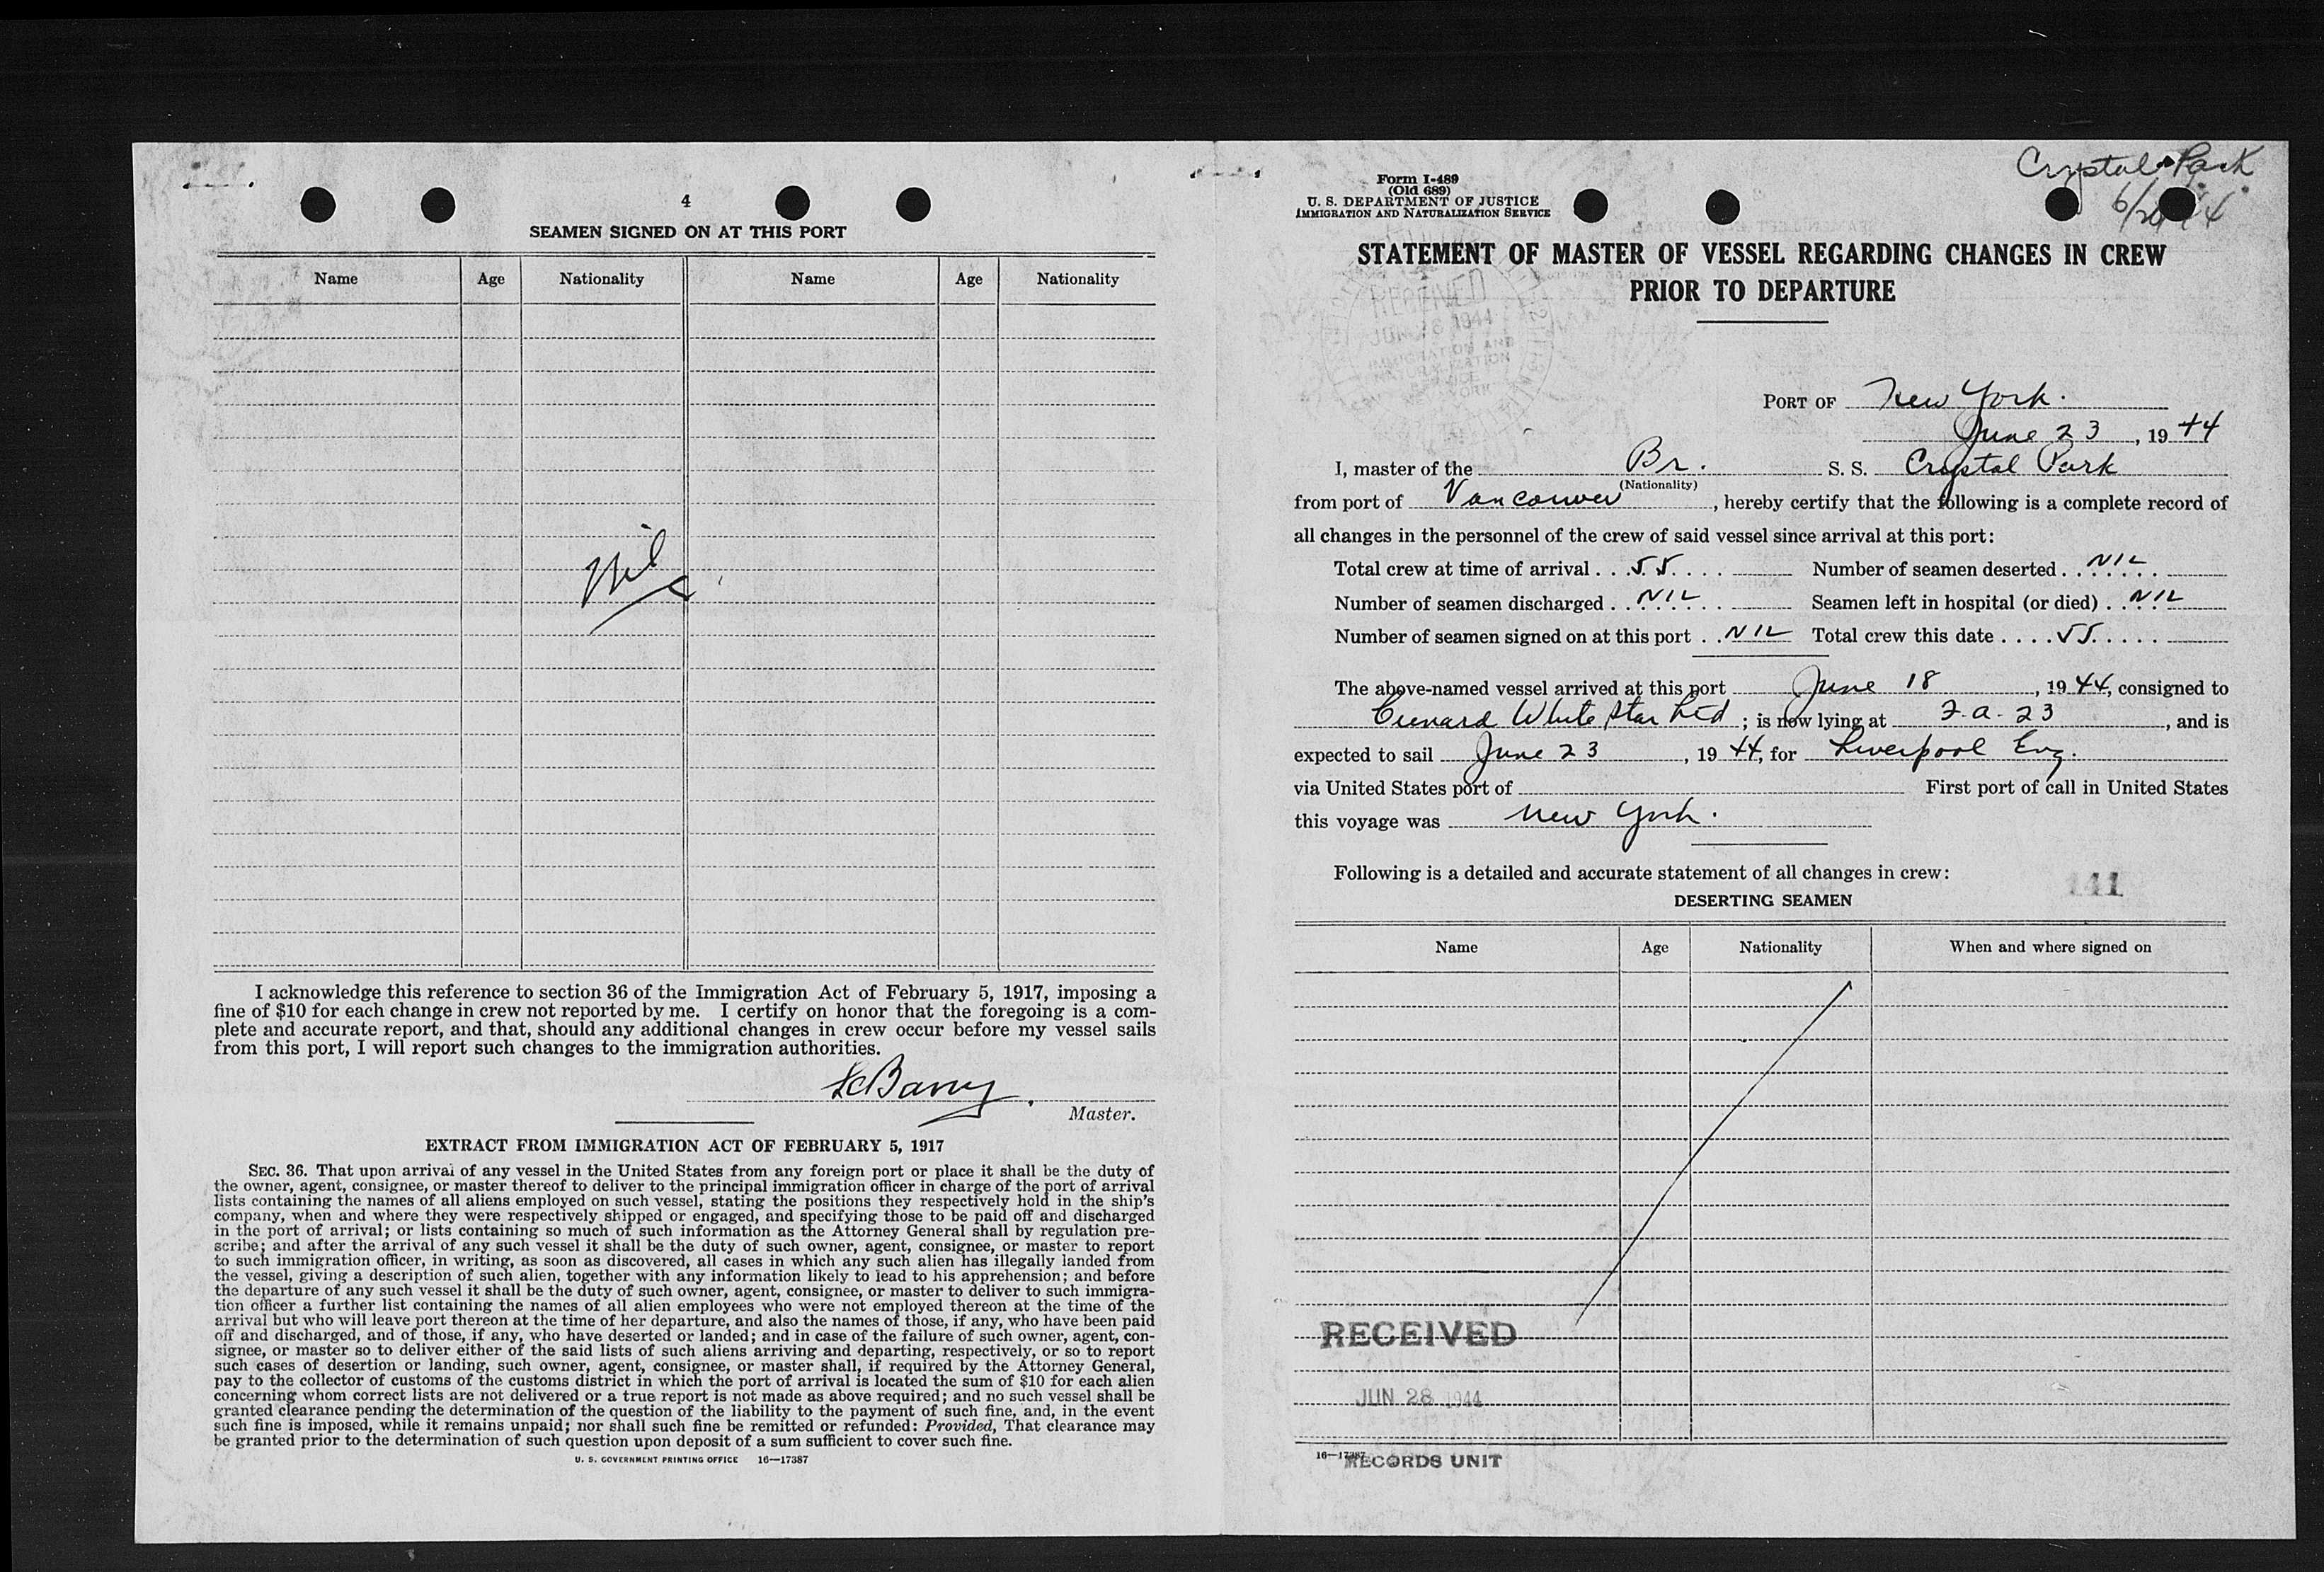 4
SEAMEN SIGNED ON AT THIS PORT
Name Age Nationality Name Age Nationality
Nil
I acknowledge this reference to section 36 of the Immigration Act of February 5, 1917, imposing a
fine of $10 for each change in crew not reported by me. I certify on honor that the foregoing is a com-
plete and accurate report, and that, should any additional changes in crew occur before my vessel sails
from this port, I will report such changes to the immigration authorities.
Barry
Master.
EXTRACT FROM IMMIGRATION ACT OF FEBRUARY 5, 1917
SEC. 36. That upon arrival of any vessel in the United States from any foreign port or place it shall be the duty of
the owner, agent, consignee, or master thereof to deliver to the principal immigration officer in charge of the port of arrival
lists containing the names of all aliens employed on such vessel, stating the positions they respectively hold in the ship's
company, when and where they were respectively shipped or engaged, and specifying those to be paid off and discharged
in the port of arrival; or lists containing so much of such information as the Attorney General shall by regulation pre-
scribe; and after the arrival of any such vessel it shall be the duty of such owner, agent, consignee, or master to report
to such immigration officer, in writing, as soon as discovered, all cases in which any such alien has illegally landed from
the vessel, giving a description of such alien, together with any information likely to lead to his apprehension; and before
the departure of any such vessel it shall be the duty of such owner, agent, consignee, or master to deliver to such immigra-
tion officer a further list containing the names of all alien employees who were not employed thereon at the time of the
arrival but who will leave port thereon at the time of her departure, and also the names of those, if any, who have been paid
off and discharged, and of those, if any, who have deserted or landed; and in case of the failure of such owner, agent, con-
signee, or master so to deliver either of the said lists of such aliens arriving and departing, respectively, or so to report
such cases of desertion or landing, such owner, agent, consignee, or master shall, if required by the Attorney General,
pay to the collector of customs of the customs district in which the port of arrival is located the sum of $10 for each alien
concerning whom correct lists are not delivered or a true report is not made as above required; and no such vessel shall be
granted clearance pending the determination of the question of the liability to the payment of such fine, and, in the event
such fine is imposed, while it remains unpaid; nor shall such fine be remitted or refunded: Provided, That clearance may
be granted prior to the determination of such question upon deposit of a sum sufficient to cover such fine.
U. S. GOVERNMENT PRINTING OFFICE 16—17387
Crystal Park
Form I-489
(Old 689)
U. S. DEPARTMENT OF JUSTICE
IMMIGRATION AND NATURALIZATION SERVICE
STATEMENT OF MASTER OF VESSEL REGARDING CHANGES IN CREW
PRIOR TO DEPARTURE
RECEIVED
JUN 28 1944
IMMIGRATION AND
NATURALIZATION
SERVICE
NEW YORK
PORT OF New York.
June 23, 1944
I, master of the Br. S. S. Crystal Park
(Nationality)
from port of Vancouver, hereby certify that the following is a complete record of
all changes in the personnel of the crew of said vessel since arrival at this port:
Total crew at time of arrival . . . 55 . . . . Number of seamen deserted . . NIL . .
Number of seamen discharged . . NIL . . Seamen left in hospital (or died) . . NIL
Number of seamen signed on at this port . . NIL Total crew this date . . . . 55 . . . . .
The above-named vessel arrived at this port June 18, 1944, consigned to
Cunard White Star Ltd; is now lying at F.A. 23, and is
expected to sail June 23, 1944, for Liverpool Eng.
via United States port of First port of call in United States
this voyage was New York.
Following is a detailed and accurate statement of all changes in crew:
141
DESERTING SEAMEN
Name Age Nationality When and where signed on
RECEIVED
JUN 28 1944
16—17387
RECORDS UNIT